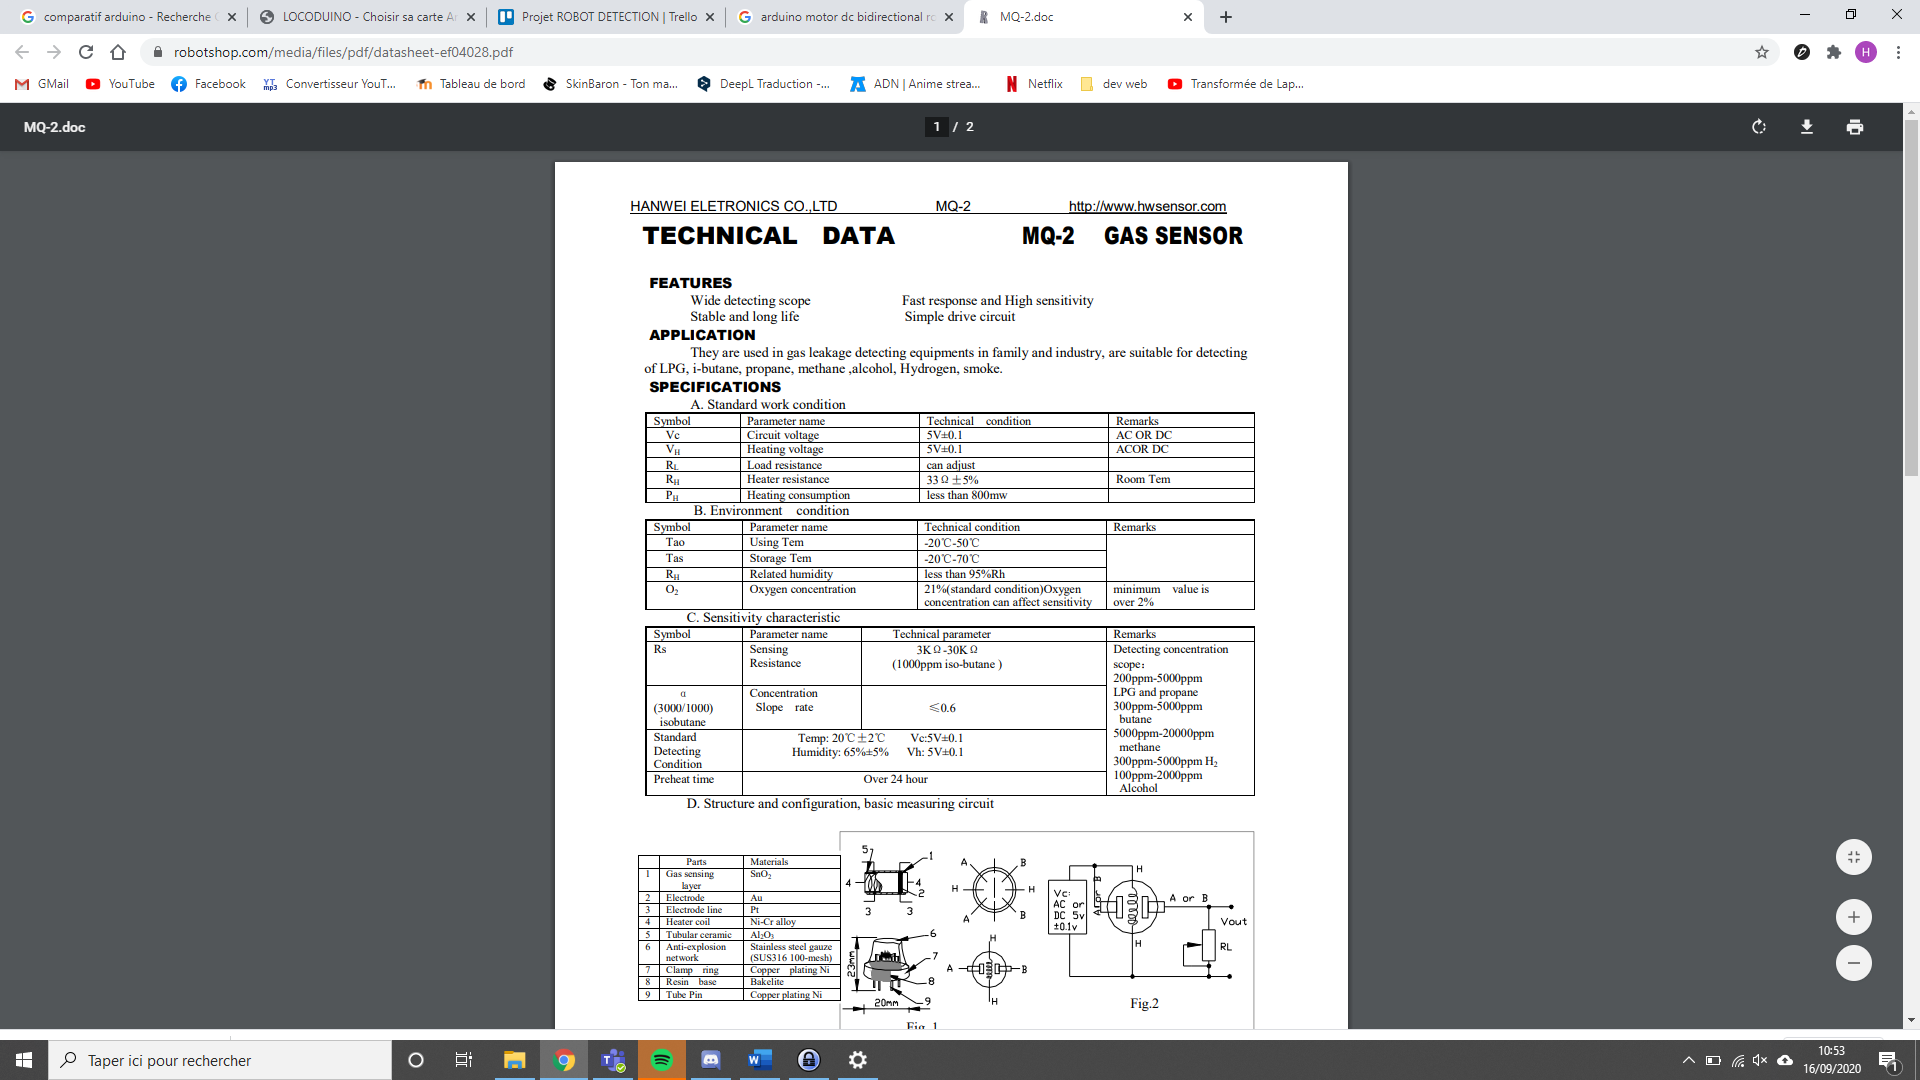 comparatif arduino - Recherche
LOCODUINO - Choisir sa carte Ar
Projet ROBOT DETECTION | Trello
arduino motor dc bidirectional ro
MQ-2.doc
robotshop.com/media/files/pdf/datasheet-ef04028.pdf
H
GMail
YouTube
Facebook
YT mp3
Convertisseur YouT...
Tableau de bord
SkinBaron - Ton ma...
DeepL Traduction -...
ADN | Anime strea...
Netflix
dev web
Transformée de Lap...
MQ-2.doc
1 / 2
HANWEI ELETRONICS CO.,LTD MQ-2 http://www.hwsensor.com
TECHNICAL DATA MQ-2 GAS SENSOR
FEATURES
Wide detecting scope Fast response and High sensitivity
Stable and long life Simple drive circuit
APPLICATION
They are used in gas leakage detecting equipments in family and industry, are suitable for detecting
of LPG, i-butane, propane, methane ,alcohol, Hydrogen, smoke.
SPECIFICATIONS
A. Standard work condition
Symbol Parameter name Technical condition Remarks
Vc Circuit voltage 5V±0.1 AC OR DC
VH Heating voltage 5V±0.1 ACOR DC
RL Load resistance can adjust
RH Heater resistance 33Ω±5% Room Tem
PH Heating consumption less than 800mw
B. Environment condition
Symbol Parameter name Technical condition Remarks
Tao Using Tem -20℃-50℃
Tas Storage Tem -20℃-70℃
RH Related humidity less than 95%Rh
O2 Oxygen concentration 21%(standard condition)Oxygen minimum value is
concentration can affect sensitivity over 2%
C. Sensitivity characteristic
Symbol Parameter name Technical parameter Remarks
Rs Sensing 3KΩ-30KΩ Detecting concentration
Resistance (1000ppm iso-butane ) scope：
200ppm-5000ppm
α Concentration LPG and propane
(3000/1000) Slope rate ≤0.6 300ppm-5000ppm
isobutane butane
Standard Temp: 20℃±2℃ Vc:5V±0.1 5000ppm-20000ppm
Detecting Humidity: 65%±5% Vh: 5V±0.1 methane
Condition 300ppm-5000ppm H2
Preheat time Over 24 hour 100ppm-2000ppm
Alcohol
D. Structure and configuration, basic measuring circuit
Parts Materials
1 Gas sensing SnO2
layer
2 Electrode Au
3 Electrode line Pt
4 Heater coil Ni-Cr alloy
5 Tubular ceramic Al2O3
6 Anti-explosion Stainless steel gauze
network (SUS316 100-mesh)
7 Clamp ring Copper plating Ni
8 Resin base Bakelite
9 Tube Pin Copper plating Ni
5 1
4 4
2
3 3
6
7
8
9
23mm
20mm
Fig. 1
A B
H H
A B
H
A B
H
Vc:
AC or
DC 5v
±0.1v
A or B
H
H
A or B
Vout
RL
Fig.2
Taper ici pour rechercher
10:53
16/09/2020
1